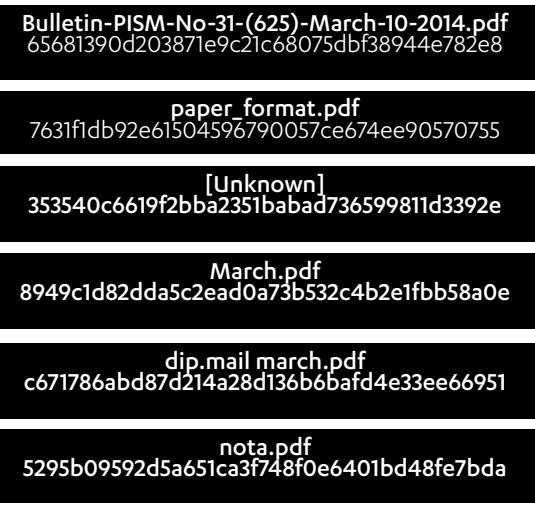 Bulletin-PISM-No-31-(625)-March-10-2014.pdf
65681390d203871e9c21c68075dbf38944e782e8
paper_format.pdf
7631f1db92e61504596790057ce674ee90570755
[Unknown]
353540c6619f2bba2351babad736599811d3392e
March.pdf
8949c1d82dda5c2ead0a73b532c4b2e1fbb58a0e
dip.mail march.pdf
c671786abd87d214a28d136b6bafd4e33ee66951
nota.pdf
5295b09592d5a651ca3f748f0e6401bd48fe7bda